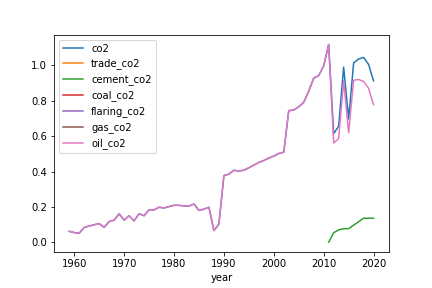 co2
trade_co2
cement_co2
coal_co2
flaring_co2
gas_co2
oil_co2
1.0
0.8
0.6
0.4
0.2
0.0
1960 1970 1980 1990 2000 2010 2020
year